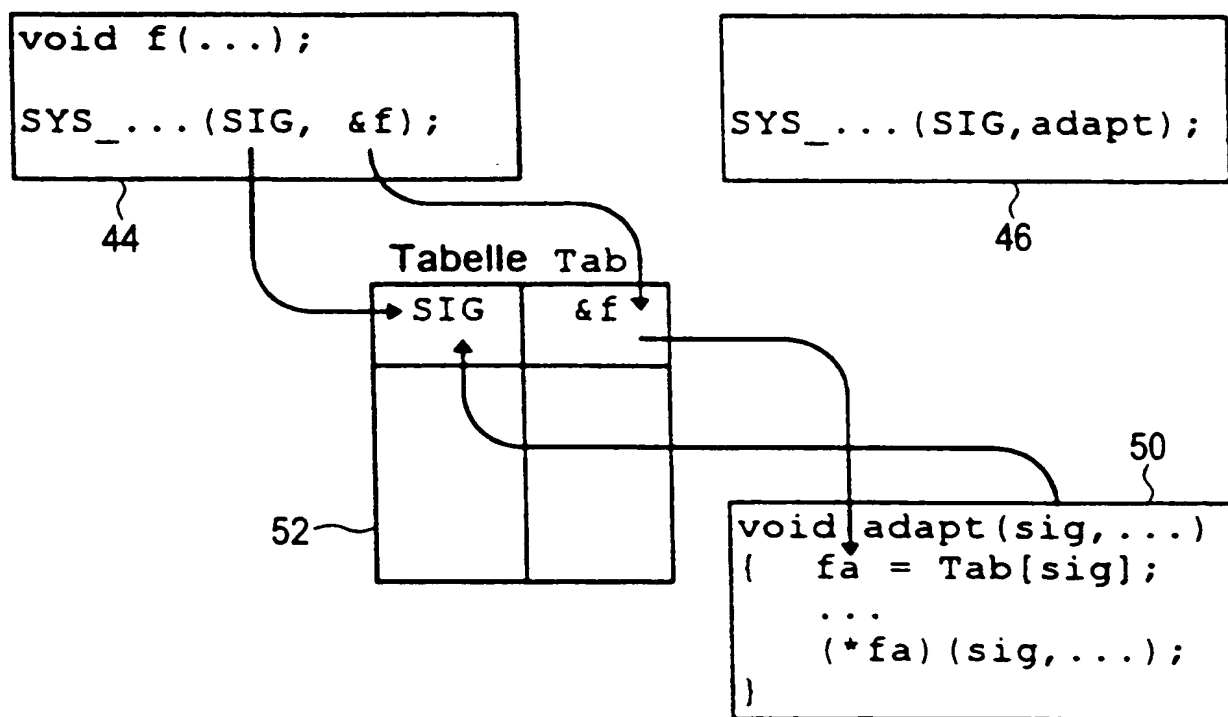 void f(...);
SYS_...(SIG, &f);
44
SYS_...(SIG,adapt);
46
Tabelle Tab
SIG &f
52
50
void adapt(sig,...)
{ fa = Tab[sig];
...
(*fa)(sig,...);
}